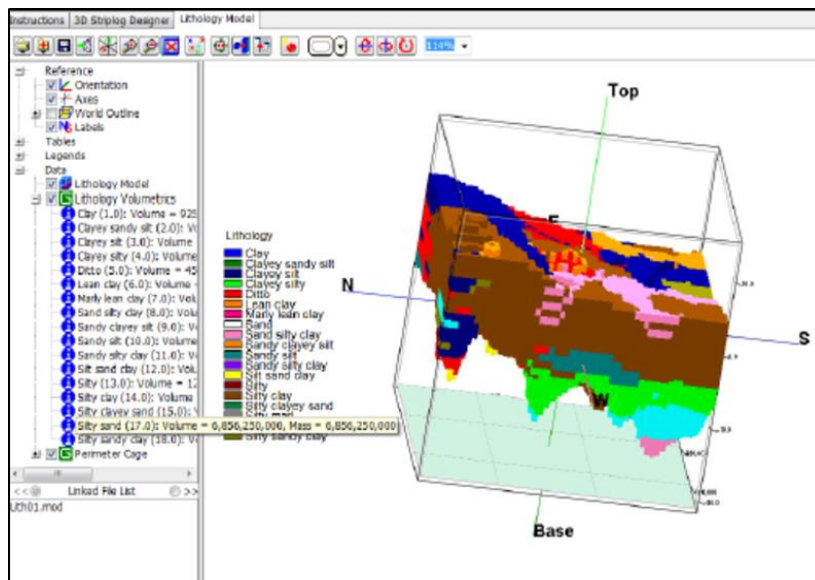 Instructions
3D Striplog Designer
Lithology Model
114%
Reference
Orientation
Axes
World Outline
Labels
Tables
Legends
Data
Lithology Model
Lithology Volumetrics
Clay (1.0): Volume = 925
Clayey sandy silt (2.0): V
Clayey silt (3.0): Volume
Clayey silty (4.0): Volume
Ditto (5.0): Volume = 45
Lean clay (6.0): Volume
Marly lean clay (7.0): Vo
Sand silty clay (8.0): Vo
Sandy clayey silt (9.0): V
Sandy silt (10.0): Volume
Sandy silty clay (11.0): V
Silt sand clay (12.0): Vo
Silty (13.0): Volume = 12
Silty clay (14.0): Volume
Silty clayey sand (15.0): V
Silty sand (17.0): Volume = 6,856,250,000, Mass = 6,856,250,000
Silty sandy clay (18.0): V
Perimeter Cage
Linked File List
Lith01.mod
Lithology
Clay
Clayey sandy silt
Clayey silt
Clayey silty
Ditto
Lean clay
Marly lean clay
Sand
Sand silty clay
Sandy clayey silt
Sandy silt
Sandy silty clay
Silt sand clay
Silty
Silty clay
Silty clayey sand
Silty sandy clay
Top
E
N
S
W
Base